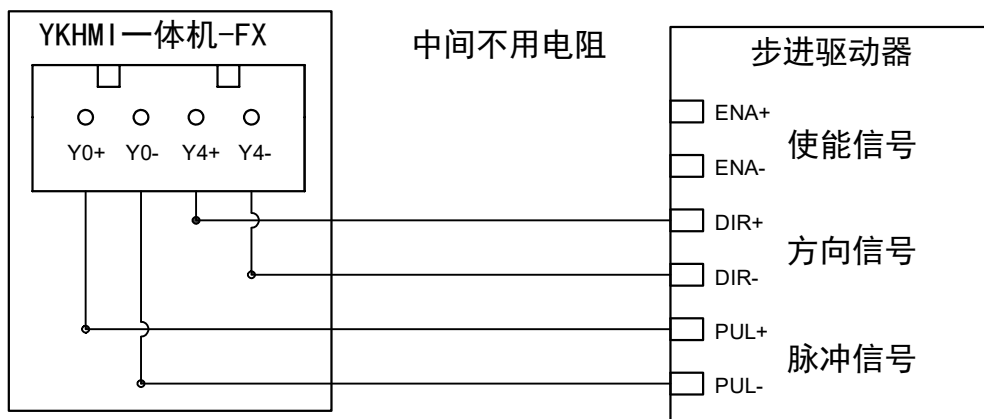 YKHMI一体机-FX
中间不用电阻
步进驱动器
Y0+ Y0- Y4+ Y4-
ENA+
使能信号
ENA-
DIR+
方向信号
DIR-
PUL+
脉冲信号
PUL-